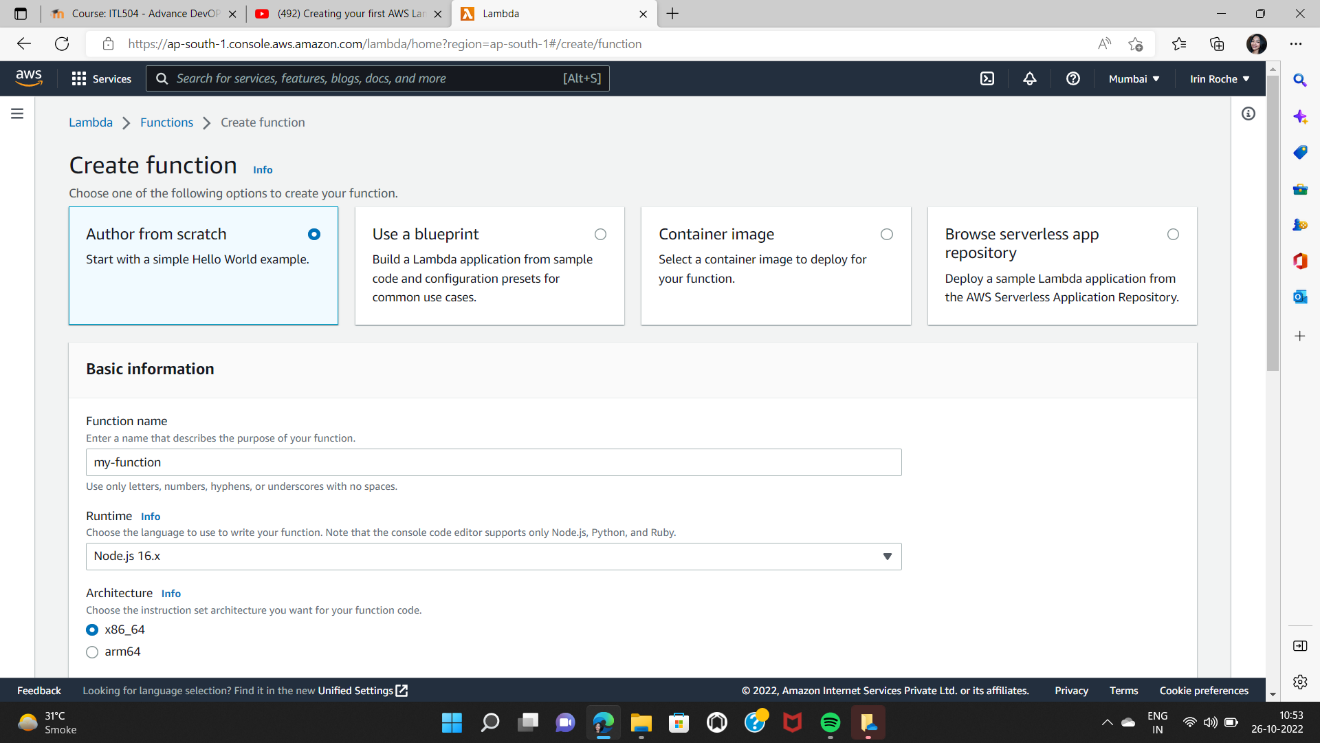 Course: ITL504 - Advance DevOP
(492) Creating your first AWS Lar
Lambda
https://ap-south-1.console.aws.amazon.com/lambda/home?region=ap-south-1#/create/function
aws
Services
Search for services, features, blogs, docs, and more [Alt+S]
Mumbai
Irin Roche
Lambda Functions Create function
Create function Info
Choose one of the following options to create your function.
Author from scratch
Start with a simple Hello World example.
Use a blueprint
Build a Lambda application from sample
code and configuration presets for
common use cases.
Container image
Select a container image to deploy for
your function.
Browse serverless app
repository
Deploy a sample Lambda application from
the AWS Serverless Application Repository.
Basic information
Function name
Enter a name that describes the purpose of your function.
my-function
Use only letters, numbers, hyphens, or underscores with no spaces.
Runtime Info
Choose the language to use to write your function. Note that the console code editor supports only Node.js, Python, and Ruby.
Node.js 16.x
Architecture Info
Choose the instruction set architecture you want for your function code.
x86_64
arm64
Feedback Looking for language selection? Find it in the new Unified Settings © 2022, Amazon Internet Services Private Ltd. or its affiliates. Privacy Terms Cookie preferences
31°C
Smoke
ENG
IN
10:53
26-10-2022